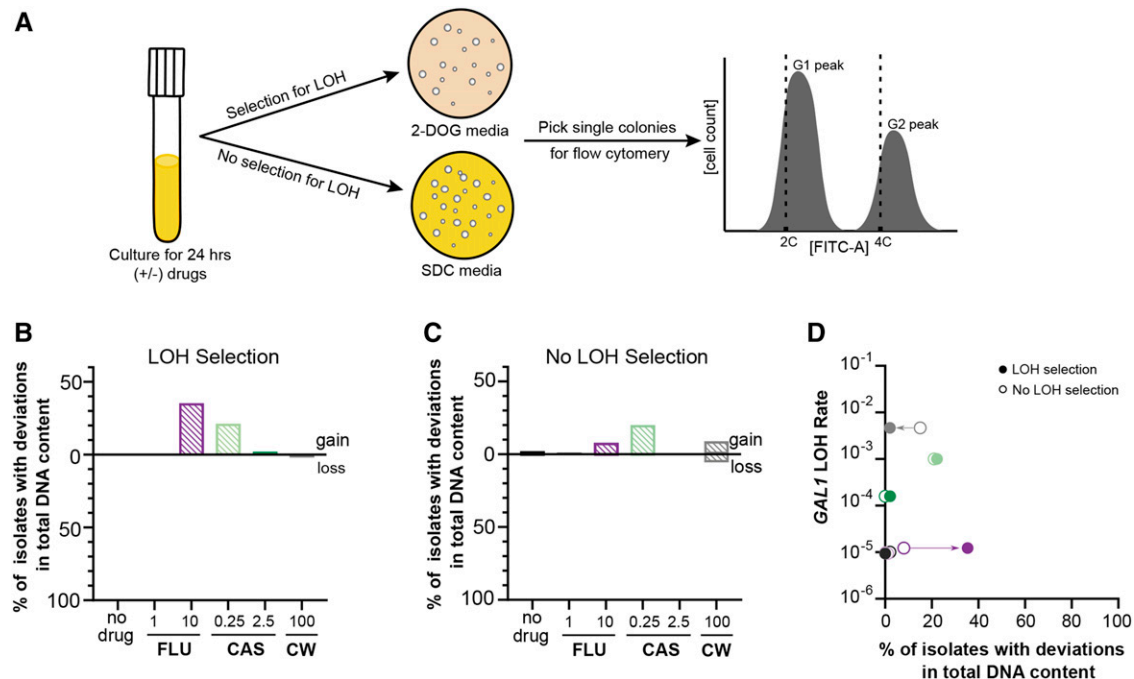 A
Selection for LOH
No selection for LOH
Culture for 24 hrs
(+/-) drugs
2-DOG media
SDC media
Pick single colonies
for flow cytomery
[cell count]
G1 peak
G2 peak
2C
[FITC-A]
4C
B
LOH Selection
% of isolates with deviations
in total DNA content
50
0
50
100
gain
loss
no
drug
1
10
0.25
2.5
100
FLU
CAS
CW
C
No LOH Selection
% of isolates with deviations
in total DNA content
50
0
50
100
gain
loss
no
drug
1
10
0.25
2.5
100
FLU
CAS
CW
D
GAL1 LOH Rate
10⁻¹
10⁻²
10⁻³
10⁻⁴
10⁻⁵
10⁻⁶
LOH selection
No LOH selection
0
20
40
60
80
100
% of isolates with deviations
in total DNA content